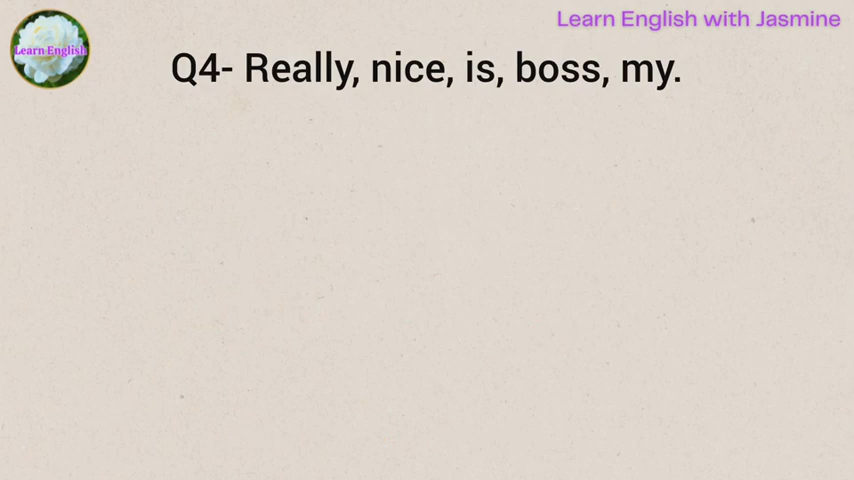 Learn English with Jasmine
Learn English
Q4- Really, nice, is, boss, my.